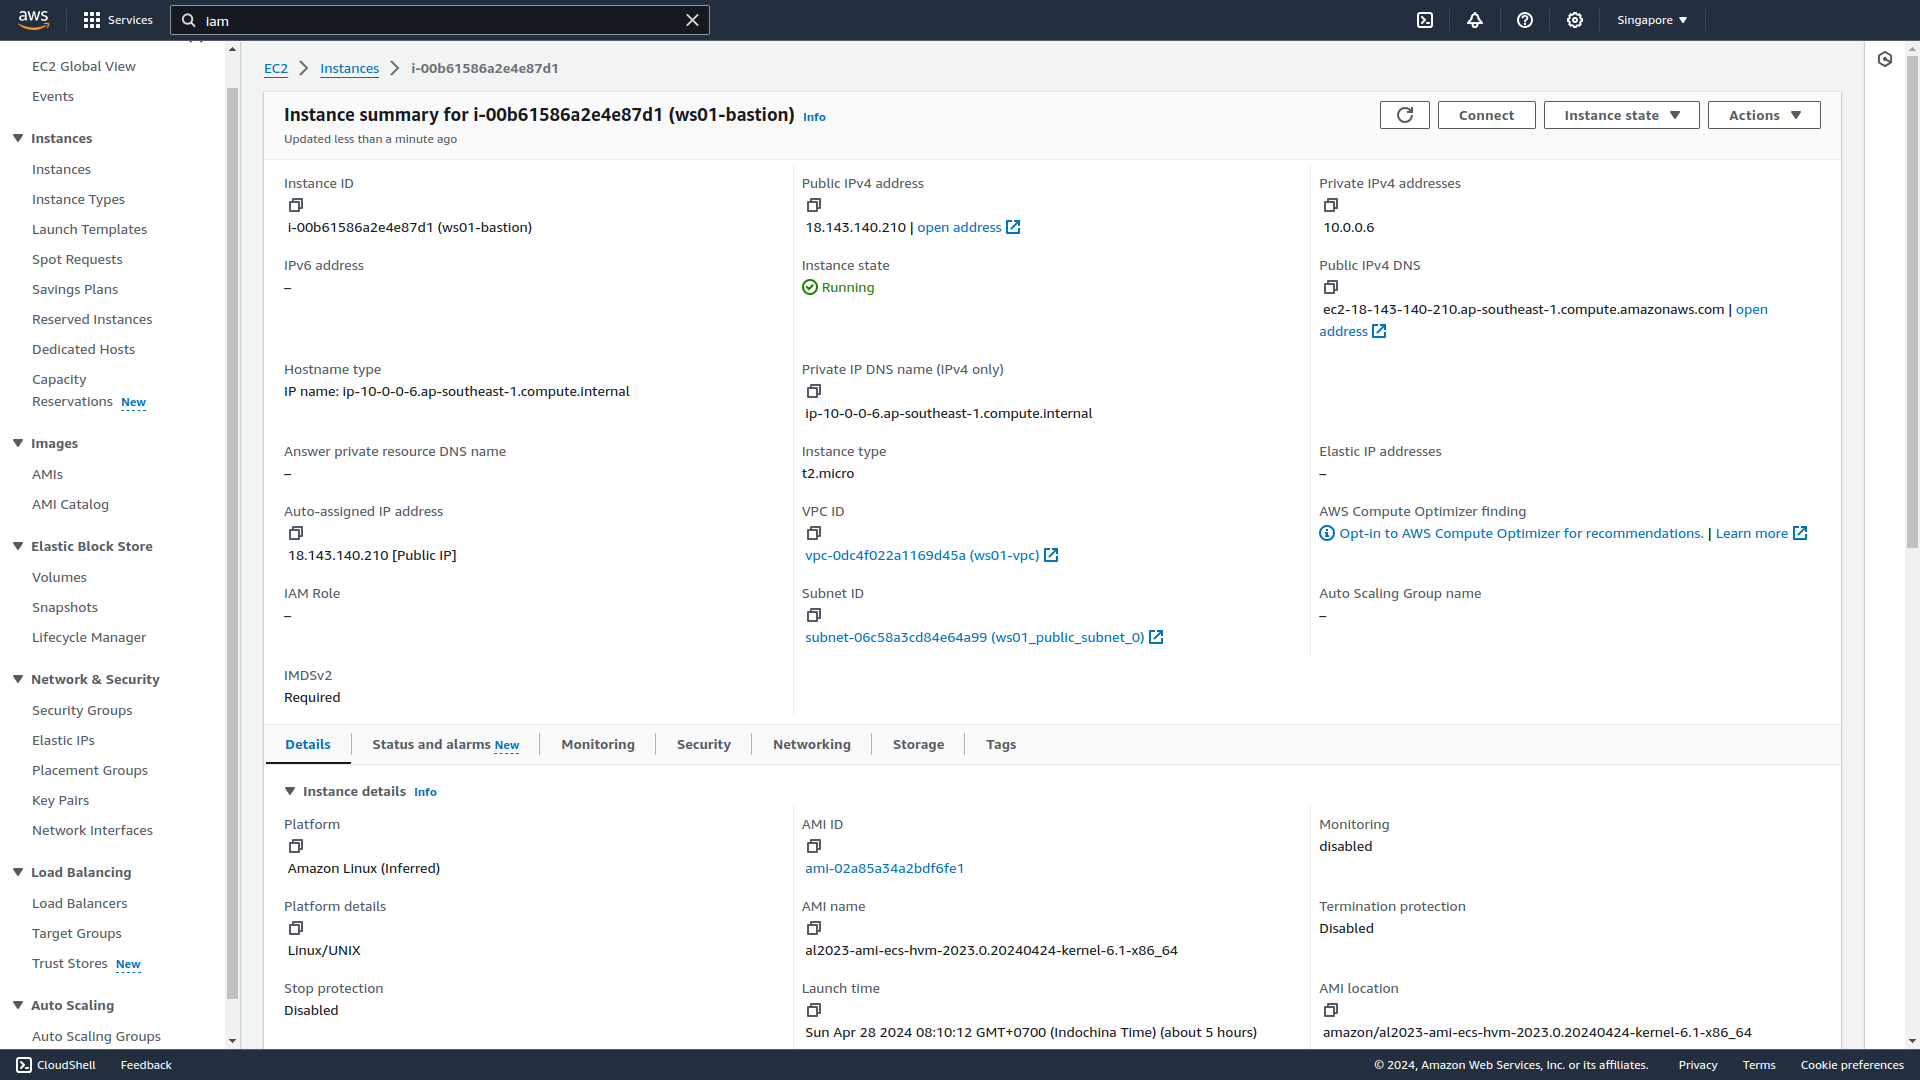 aws
Services
iam
Singapore
EC2 Global View
Events
Instances
Instances
Instance Types
Launch Templates
Spot Requests
Savings Plans
Reserved Instances
Dedicated Hosts
Capacity
Reservations New
Images
AMIs
AMI Catalog
Elastic Block Store
Volumes
Snapshots
Lifecycle Manager
Network & Security
Security Groups
Elastic IPs
Placement Groups
Key Pairs
Network Interfaces
Load Balancing
Load Balancers
Target Groups
Trust Stores New
Auto Scaling
Auto Scaling Groups
EC2 Instances i-00b61586a2e4e87d1
Instance summary for i-00b61586a2e4e87d1 (ws01-bastion) Info
Updated less than a minute ago
Connect
Instance state
Actions
Instance ID
i-00b61586a2e4e87d1 (ws01-bastion)
Public IPv4 address
18.143.140.210 | open address
Private IPv4 addresses
10.0.0.6
IPv6 address
–
Instance state
Running
Public IPv4 DNS
ec2-18-143-140-210.ap-southeast-1.compute.amazonaws.com | open
address
Hostname type
IP name: ip-10-0-0-6.ap-southeast-1.compute.internal
Private IP DNS name (IPv4 only)
ip-10-0-0-6.ap-southeast-1.compute.internal
Answer private resource DNS name
–
Instance type
t2.micro
Elastic IP addresses
–
Auto-assigned IP address
18.143.140.210 [Public IP]
VPC ID
vpc-0dc4f022a1169d45a (ws01-vpc)
AWS Compute Optimizer finding
Opt-in to AWS Compute Optimizer for recommendations. | Learn more
IAM Role
–
Subnet ID
subnet-06c58a3cd84e64a99 (ws01_public_subnet_0)
Auto Scaling Group name
–
IMDSv2
Required
Details
Status and alarms New
Monitoring
Security
Networking
Storage
Tags
Instance details Info
Platform
Amazon Linux (Inferred)
AMI ID
ami-02a85a34a2bdf6fe1
Monitoring
disabled
Platform details
Linux/UNIX
AMI name
al2023-ami-ecs-hvm-2023.0.20240424-kernel-6.1-x86_64
Termination protection
Disabled
Stop protection
Disabled
Launch time
Sun Apr 28 2024 08:10:12 GMT+0700 (Indochina Time) (about 5 hours)
AMI location
amazon/al2023-ami-ecs-hvm-2023.0.20240424-kernel-6.1-x86_64
CloudShell
Feedback
© 2024, Amazon Web Services, Inc. or its affiliates.
Privacy
Terms
Cookie preferences